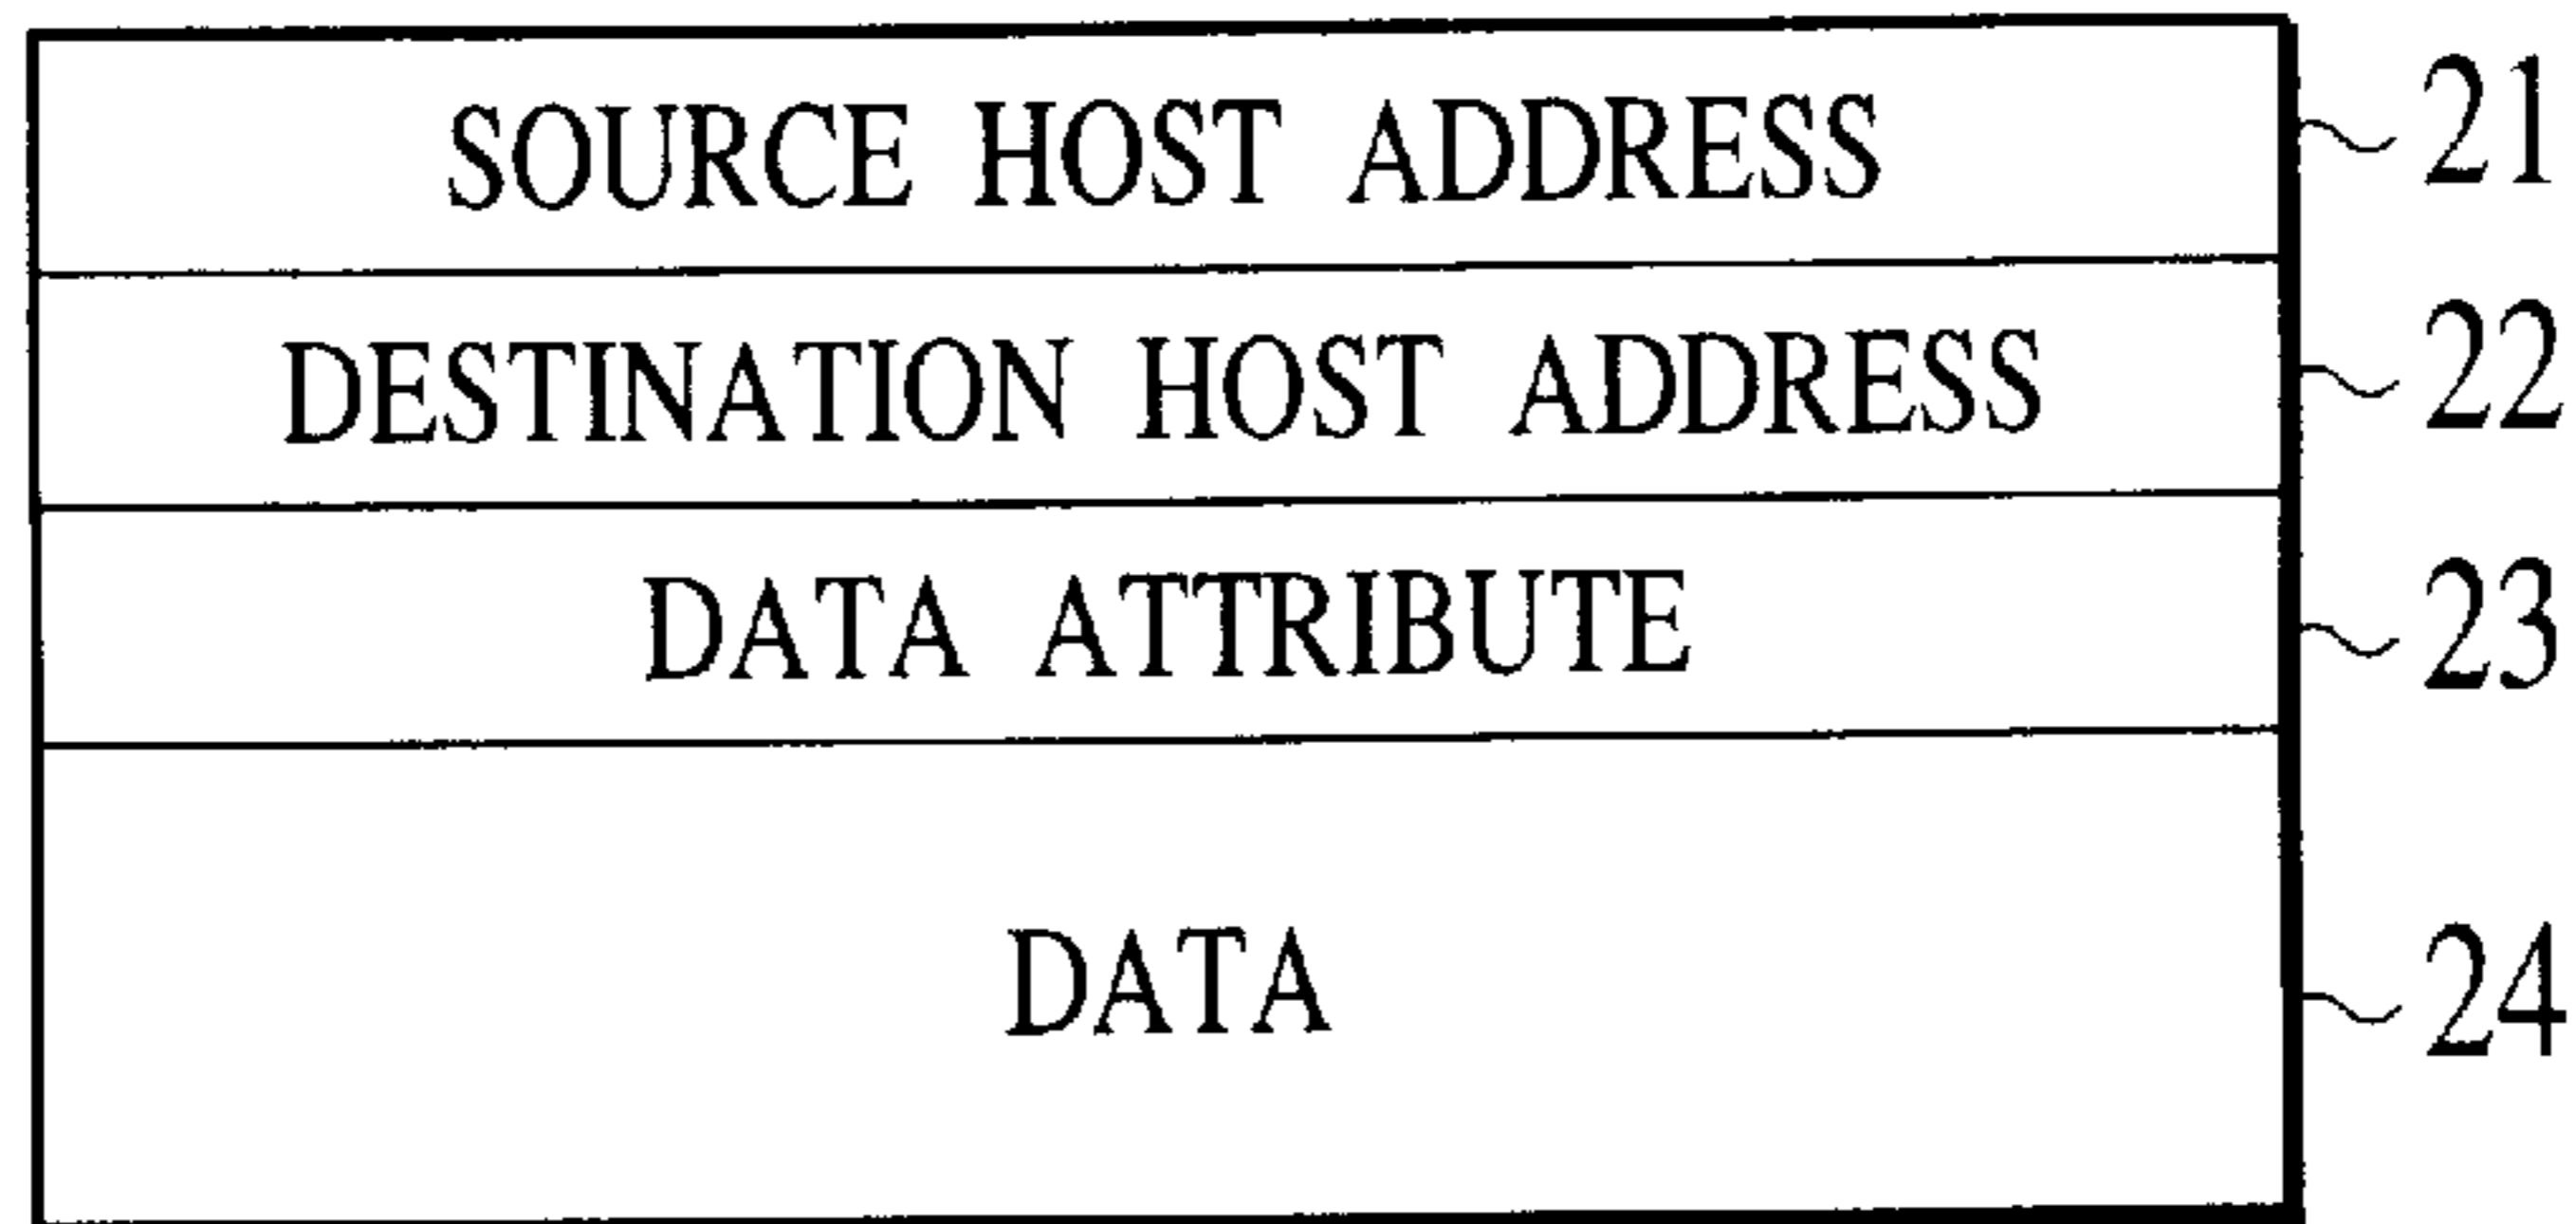 SOURCE HOST ADDRESS 21
DESTINATION HOST ADDRESS 22
DATA ATTRIBUTE 23
DATA 24